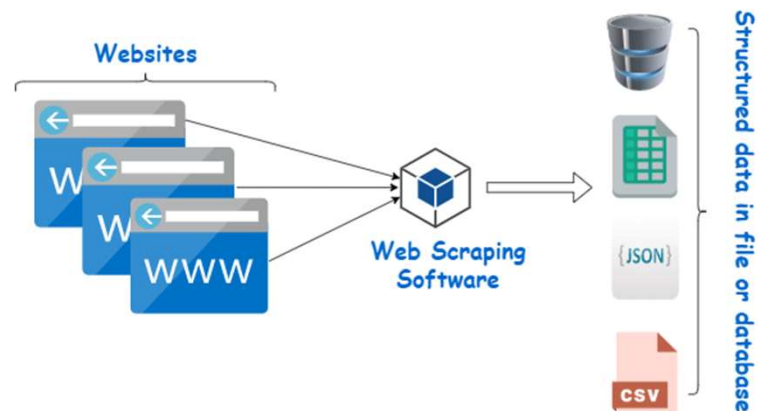 Websites
W
W
WWW
Web Scraping
Software
{JSON}
CSV
Structured data in file or database